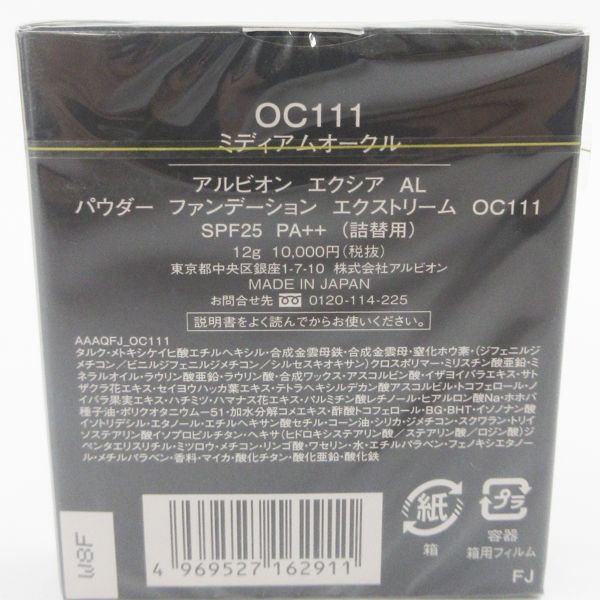 OC111
ミディアムオークル
アルビオン エクシア AL
パウダー ファンデーション エクストリーム OC111
SPF25 PA++ (詰替用)
12g 10,000円(税抜)
東京都中央区銀座1-7-10 株式会社アルビオン
MADE IN JAPAN
お問合せ先 0120-114-225
説明書をよく読んでからお使いください。
AAAQFJ_OC111
タルク・メトキシケイヒ酸エチルヘキシル・合成金雲母鉄・合成金雲母・窒化ホウ素・(ジフェニルジ
メチコン/ビニルジフェニルジメチコン/シルセスキオキサン)クロスポリマー・ミリスチン酸亜鉛・ミ
ネラルオイル・ラウリン酸亜鉛・ラウリン酸・合成ワックス・アスコルビン酸・イザヨイバラエキス・ヤ
ザクラ花エキス・セイヨウハッカ葉エキス・テトラヘキシルデカン酸アスコルビル・トコフェロール・ノ
イバラ果実エキス・ハチミツ・ハマナス花エキス・パルミチン酸レチノール・ヒアルロン酸Na・ホホバ
種子油・ポリクオタニウム-51・加水分解コメエキス・酢酸トコフェロール・BG・BHT・イソノナン酸
イソトリデシル・エタノール・エチルヘキサン酸セチル・コーン油・シリカ・ジメチコン・スクワラン・トリイ
ソステアリン酸イソプロピルチタン・ヘキサ(ヒドロキシステアリン酸/ステアリン酸/ロジン酸)ジ
ペンタエリスリチル・ミツロウ・メチコン・リンゴ酸・ワセリン・水・エチルパラベン・フェノキシエタノー
ル・メチルパラベン・香料・マイカ・酸化チタン・酸化亜鉛・酸化鉄
W8F
4 969527 162911
紙
箱
プラ
容器
箱用フィルム
FJ